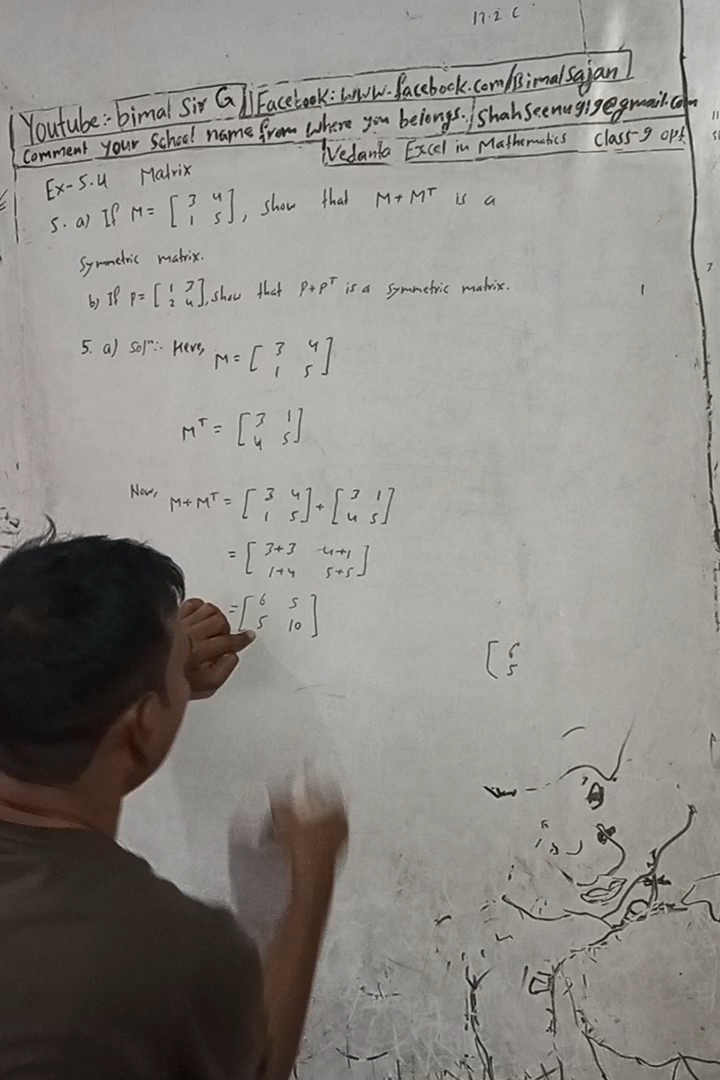 17.2 C
Youtube:- bimal Sir G Facebook: www.facebook.com/Bimalsajan
Comment your School name from where you belongs. shahseenu919@gmail.com
Vedanta Excel in Mathematics Class-9 opt
Ex-5.4 Matrix
5. a) If M = [ 3 4
1 5 ], show that M+M^T is a
Symmetric matrix.
b) If P = [ 1 3
2 4 ], show that P+P^T is a symmetric matrix.
5. a) Solⁿ:- Here, M = [ 3 4
1 5 ]
M^T = [ 3 1
4 5 ]
Now, M+M^T = [ 3 4
1 5 ] + [ 3 1
4 5 ]
= [ 3+3 4+1
1+4 5+5 ]
= [ 6 5
5 10 ]
[ 6
5